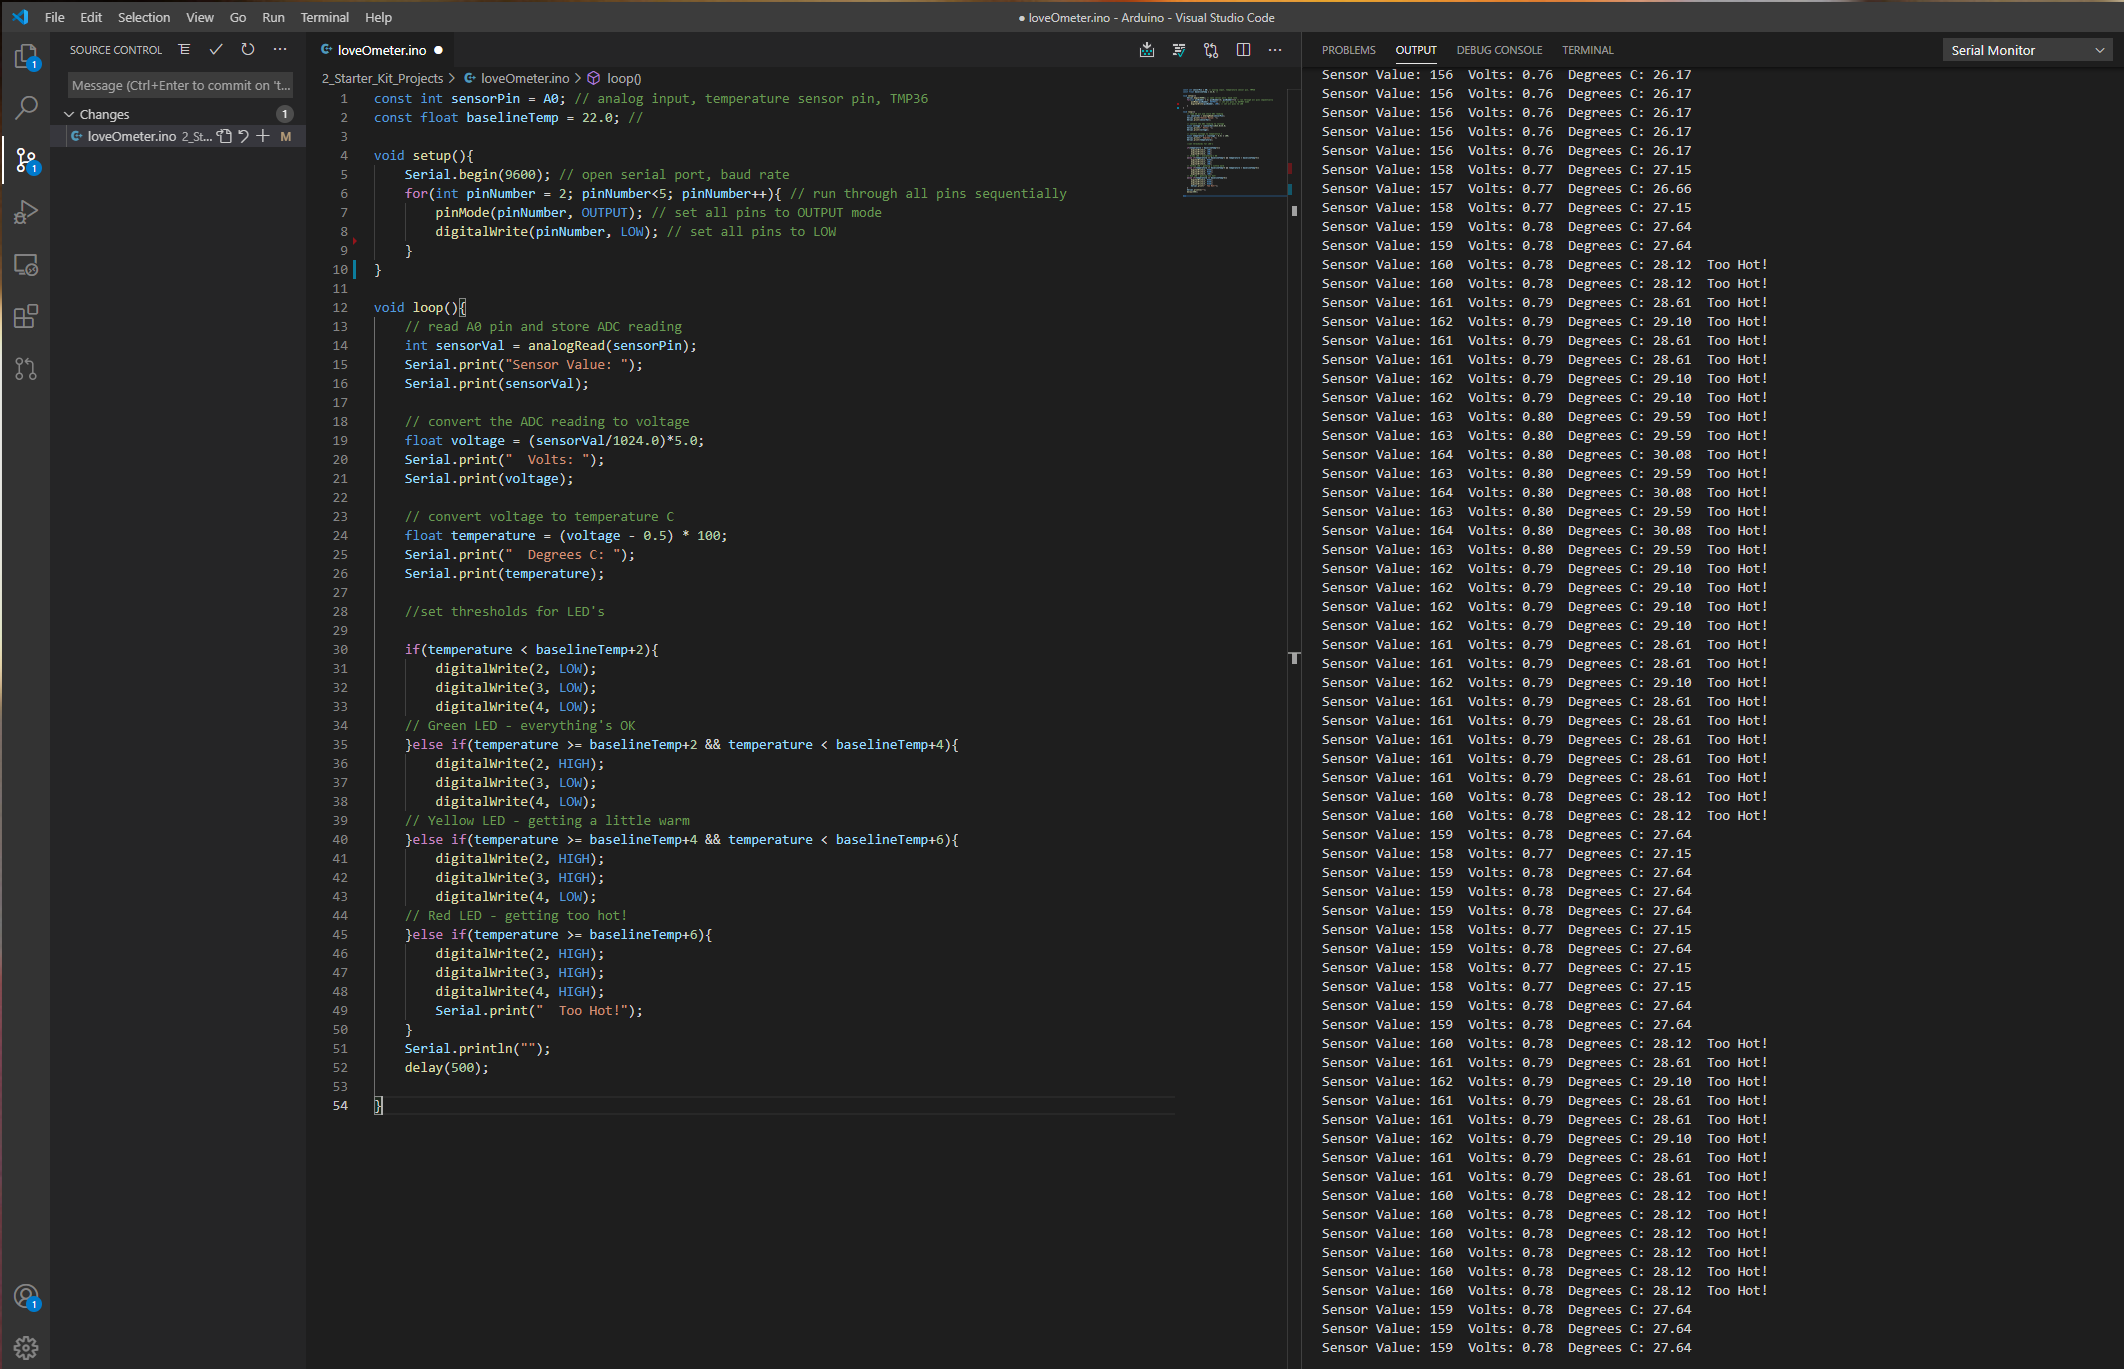 File Edit Selection View Go Run Terminal Help
● loveOmeter.ino - Arduino - Visual Studio Code
SOURCE CONTROL
Message (Ctrl+Enter to commit on 't...
Changes 1
loveOmeter.ino 2_St... M
1
1
1
loveOmeter.ino
2_Starter_Kit_Projects > loveOmeter.ino > loop()
1 const int sensorPin = A0; // analog input, temperature sensor pin, TMP36
2 const float baselineTemp = 22.0; //
3
4 void setup(){
5 Serial.begin(9600); // open serial port, baud rate
6 for(int pinNumber = 2; pinNumber<5; pinNumber++){ // run through all pins sequentially
7 pinMode(pinNumber, OUTPUT); // set all pins to OUTPUT mode
8 digitalWrite(pinNumber, LOW); // set all pins to LOW
9 }
10 }
11
12 void loop(){
13 // read A0 pin and store ADC reading
14 int sensorVal = analogRead(sensorPin);
15 Serial.print("Sensor Value: ");
16 Serial.print(sensorVal);
17
18 // convert the ADC reading to voltage
19 float voltage = (sensorVal/1024.0)*5.0;
20 Serial.print("  Volts: ");
21 Serial.print(voltage);
22
23 // convert voltage to temperature C
24 float temperature = (voltage - 0.5) * 100;
25 Serial.print("  Degrees C: ");
26 Serial.print(temperature);
27
28 //set thresholds for LED's
29
30 if(temperature < baselineTemp+2){
31 digitalWrite(2, LOW);
32 digitalWrite(3, LOW);
33 digitalWrite(4, LOW);
34 // Green LED - everything's OK
35 }else if(temperature >= baselineTemp+2 && temperature < baselineTemp+4){
36 digitalWrite(2, HIGH);
37 digitalWrite(3, LOW);
38 digitalWrite(4, LOW);
39 // Yellow LED - getting a little warm
40 }else if(temperature >= baselineTemp+4 && temperature < baselineTemp+6){
41 digitalWrite(2, HIGH);
42 digitalWrite(3, HIGH);
43 digitalWrite(4, LOW);
44 // Red LED - getting too hot!
45 }else if(temperature >= baselineTemp+6){
46 digitalWrite(2, HIGH);
47 digitalWrite(3, HIGH);
48 digitalWrite(4, HIGH);
49 Serial.print("  Too Hot!");
50 }
51 Serial.println("");
52 delay(500);
53
54 }
PROBLEMS OUTPUT DEBUG CONSOLE TERMINAL
Serial Monitor
Sensor Value: 156  Volts: 0.76  Degrees C: 26.17
Sensor Value: 156  Volts: 0.76  Degrees C: 26.17
Sensor Value: 156  Volts: 0.76  Degrees C: 26.17
Sensor Value: 156  Volts: 0.76  Degrees C: 26.17
Sensor Value: 156  Volts: 0.76  Degrees C: 26.17
Sensor Value: 158  Volts: 0.77  Degrees C: 27.15
Sensor Value: 157  Volts: 0.77  Degrees C: 26.66
Sensor Value: 158  Volts: 0.77  Degrees C: 27.15
Sensor Value: 159  Volts: 0.78  Degrees C: 27.64
Sensor Value: 159  Volts: 0.78  Degrees C: 27.64
Sensor Value: 160  Volts: 0.78  Degrees C: 28.12  Too Hot!
Sensor Value: 160  Volts: 0.78  Degrees C: 28.12  Too Hot!
Sensor Value: 161  Volts: 0.79  Degrees C: 28.61  Too Hot!
Sensor Value: 162  Volts: 0.79  Degrees C: 29.10  Too Hot!
Sensor Value: 161  Volts: 0.79  Degrees C: 28.61  Too Hot!
Sensor Value: 161  Volts: 0.79  Degrees C: 28.61  Too Hot!
Sensor Value: 162  Volts: 0.79  Degrees C: 29.10  Too Hot!
Sensor Value: 162  Volts: 0.79  Degrees C: 29.10  Too Hot!
Sensor Value: 163  Volts: 0.80  Degrees C: 29.59  Too Hot!
Sensor Value: 163  Volts: 0.80  Degrees C: 29.59  Too Hot!
Sensor Value: 164  Volts: 0.80  Degrees C: 30.08  Too Hot!
Sensor Value: 163  Volts: 0.80  Degrees C: 29.59  Too Hot!
Sensor Value: 164  Volts: 0.80  Degrees C: 30.08  Too Hot!
Sensor Value: 163  Volts: 0.80  Degrees C: 29.59  Too Hot!
Sensor Value: 164  Volts: 0.80  Degrees C: 30.08  Too Hot!
Sensor Value: 163  Volts: 0.80  Degrees C: 29.59  Too Hot!
Sensor Value: 162  Volts: 0.79  Degrees C: 29.10  Too Hot!
Sensor Value: 162  Volts: 0.79  Degrees C: 29.10  Too Hot!
Sensor Value: 162  Volts: 0.79  Degrees C: 29.10  Too Hot!
Sensor Value: 162  Volts: 0.79  Degrees C: 29.10  Too Hot!
Sensor Value: 161  Volts: 0.79  Degrees C: 28.61  Too Hot!
Sensor Value: 161  Volts: 0.79  Degrees C: 28.61  Too Hot!
Sensor Value: 162  Volts: 0.79  Degrees C: 29.10  Too Hot!
Sensor Value: 161  Volts: 0.79  Degrees C: 28.61  Too Hot!
Sensor Value: 161  Volts: 0.79  Degrees C: 28.61  Too Hot!
Sensor Value: 161  Volts: 0.79  Degrees C: 28.61  Too Hot!
Sensor Value: 161  Volts: 0.79  Degrees C: 28.61  Too Hot!
Sensor Value: 161  Volts: 0.79  Degrees C: 28.61  Too Hot!
Sensor Value: 160  Volts: 0.78  Degrees C: 28.12  Too Hot!
Sensor Value: 160  Volts: 0.78  Degrees C: 28.12  Too Hot!
Sensor Value: 159  Volts: 0.78  Degrees C: 27.64
Sensor Value: 158  Volts: 0.77  Degrees C: 27.15
Sensor Value: 159  Volts: 0.78  Degrees C: 27.64
Sensor Value: 159  Volts: 0.78  Degrees C: 27.64
Sensor Value: 159  Volts: 0.78  Degrees C: 27.64
Sensor Value: 158  Volts: 0.77  Degrees C: 27.15
Sensor Value: 159  Volts: 0.78  Degrees C: 27.64
Sensor Value: 158  Volts: 0.77  Degrees C: 27.15
Sensor Value: 158  Volts: 0.77  Degrees C: 27.15
Sensor Value: 159  Volts: 0.78  Degrees C: 27.64
Sensor Value: 159  Volts: 0.78  Degrees C: 27.64
Sensor Value: 160  Volts: 0.78  Degrees C: 28.12  Too Hot!
Sensor Value: 161  Volts: 0.79  Degrees C: 28.61  Too Hot!
Sensor Value: 162  Volts: 0.79  Degrees C: 29.10  Too Hot!
Sensor Value: 161  Volts: 0.79  Degrees C: 28.61  Too Hot!
Sensor Value: 161  Volts: 0.79  Degrees C: 28.61  Too Hot!
Sensor Value: 162  Volts: 0.79  Degrees C: 29.10  Too Hot!
Sensor Value: 161  Volts: 0.79  Degrees C: 28.61  Too Hot!
Sensor Value: 161  Volts: 0.79  Degrees C: 28.61  Too Hot!
Sensor Value: 160  Volts: 0.78  Degrees C: 28.12  Too Hot!
Sensor Value: 160  Volts: 0.78  Degrees C: 28.12  Too Hot!
Sensor Value: 160  Volts: 0.78  Degrees C: 28.12  Too Hot!
Sensor Value: 160  Volts: 0.78  Degrees C: 28.12  Too Hot!
Sensor Value: 160  Volts: 0.78  Degrees C: 28.12  Too Hot!
Sensor Value: 160  Volts: 0.78  Degrees C: 28.12  Too Hot!
Sensor Value: 159  Volts: 0.78  Degrees C: 27.64
Sensor Value: 159  Volts: 0.78  Degrees C: 27.64
Sensor Value: 159  Volts: 0.78  Degrees C: 27.64